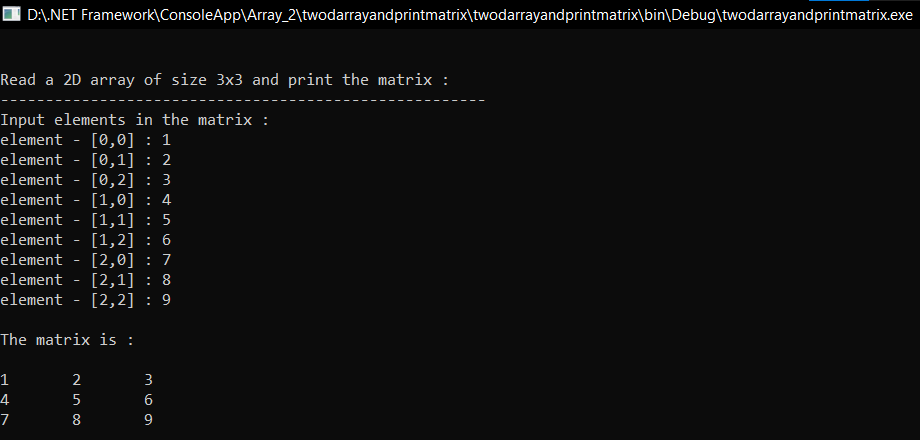 D:\.NET Framework\ConsoleApp\Array_2\twodarrayandprintmatrix\twodarrayandprintmatrix\bin\Debug\twodarrayandprintmatrix.exe
Read a 2D array of size 3x3 and print the matrix :
------------------------------------------------------
Input elements in the matrix :
element - [0,0] : 1
element - [0,1] : 2
element - [0,2] : 3
element - [1,0] : 4
element - [1,1] : 5
element - [1,2] : 6
element - [2,0] : 7
element - [2,1] : 8
element - [2,2] : 9
The matrix is :
1       2       3
4       5       6
7       8       9